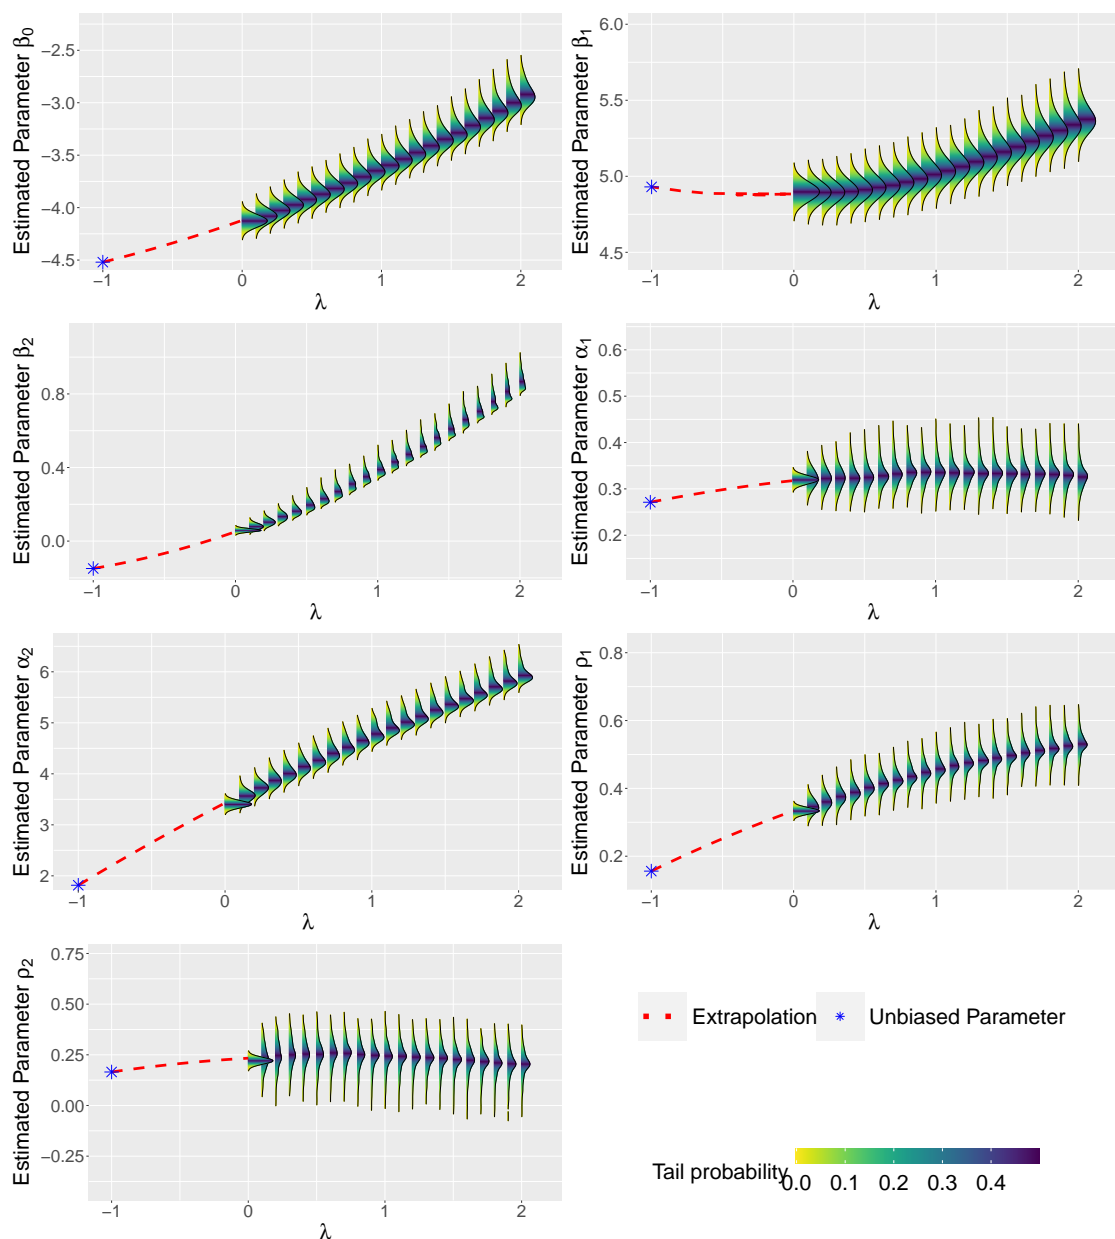 Estimated Parameter β0
−2.5
−3.0
−3.5
−4.0
−4.5
−1 0 1 2
λ
Estimated Parameter β1
6.0
5.5
5.0
4.5
−1 0 1 2
λ
Estimated Parameter β2
0.8
0.4
0.0
−1 0 1 2
λ
Estimated Parameter α1
0.6
0.5
0.4
0.3
0.2
−1 0 1 2
λ
Estimated Parameter α2
6
5
4
3
2
−1 0 1 2
λ
Estimated Parameter ρ1
0.8
0.6
0.4
0.2
−1 0 1 2
λ
Estimated Parameter ρ2
0.75
0.50
0.25
0.00
−0.25
−1 0 1 2
λ
Extrapolation Unbiased Parameter
Tail probability
0.0 0.1 0.2 0.3 0.4